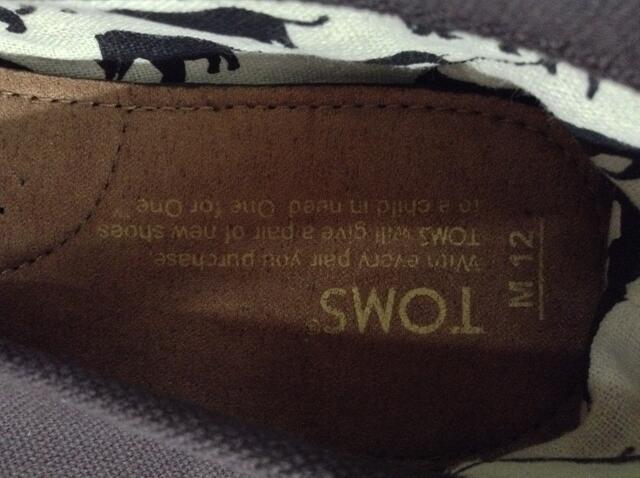 TOMS®
With every pair you purchase,
TOMS will give a pair of new shoes
to a child in need. One for One.™
M 12